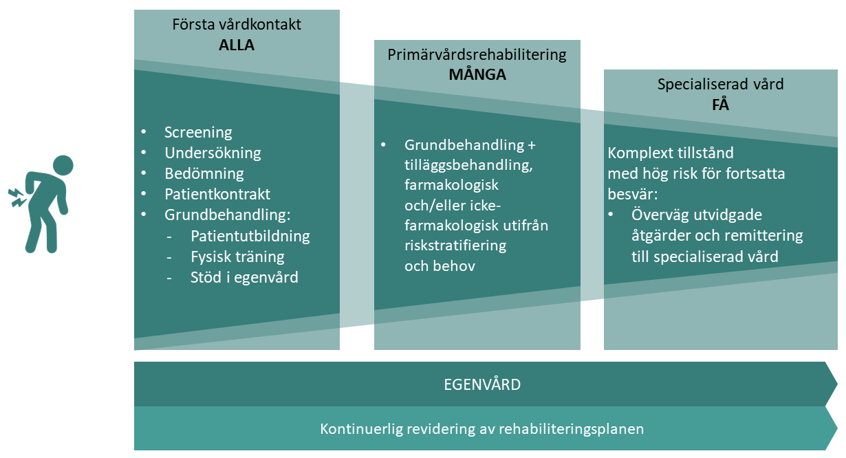 Första vårdkontakt
ALLA
• Screening
• Undersökning
• Bedömning
• Patientkontrakt
• Grundbehandling:
- Patientutbildning
- Fysisk träning
- Stöd i egenvård
Primärvårdsrehabilitering
MÅNGA
• Grundbehandling +
tilläggsbehandling,
farmakologisk
och/eller icke-
farmakologisk utifrån
riskstratifiering
och behov
Specialiserad vård
FÅ
Komplext tillstånd
med hög risk för fortsatta
besvär:
• Överväg utvidgade
åtgärder och remittering
till specialiserad vård
EGENVÅRD
Kontinuerlig revidering av rehabiliteringsplanen